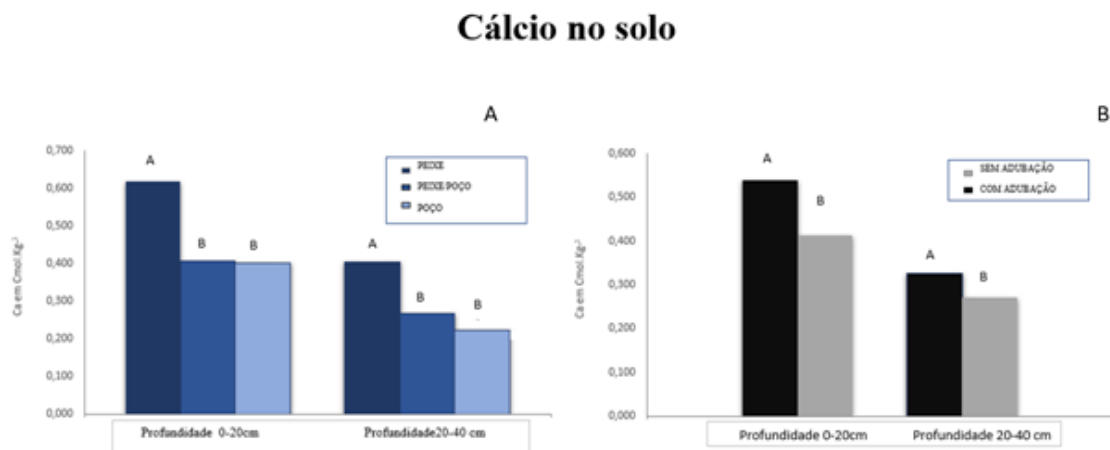 Cálcio no solo
A
0,700
0,600
0,500
0,400
0,300
0,200
0,100
0,000
Ca em Cmol.Kg⁻¹
A
B
B
A
B
B
PEIXE
PEIXE POÇO
POÇO
Profundidade 0-20cm
Profundidade20-40 cm
B
0,600
0,500
0,400
0,300
0,200
0,100
0,000
Ca em Cmol.Kg⁻¹
A
B
A
B
SEM ADUBAÇÃO
COM ADUBAÇÃO
Profundidade 0-20cm
Profundidade 20-40 cm